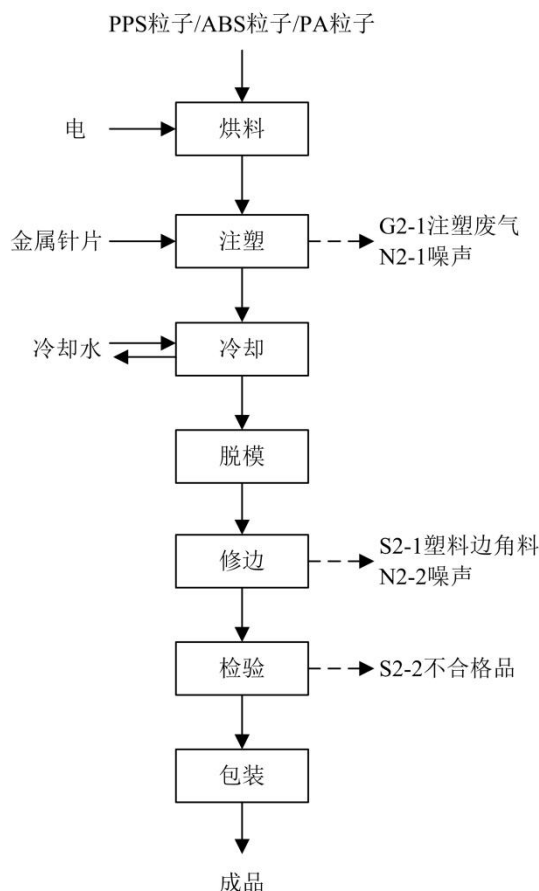 PPS粒子/ABS粒子/PA粒子
电
烘料
金属针片
注塑
G2-1注塑废气
N2-1噪声
冷却水
冷却
脱模
修边
S2-1塑料边角料
N2-2噪声
检验
S2-2不合格品
包装
成品